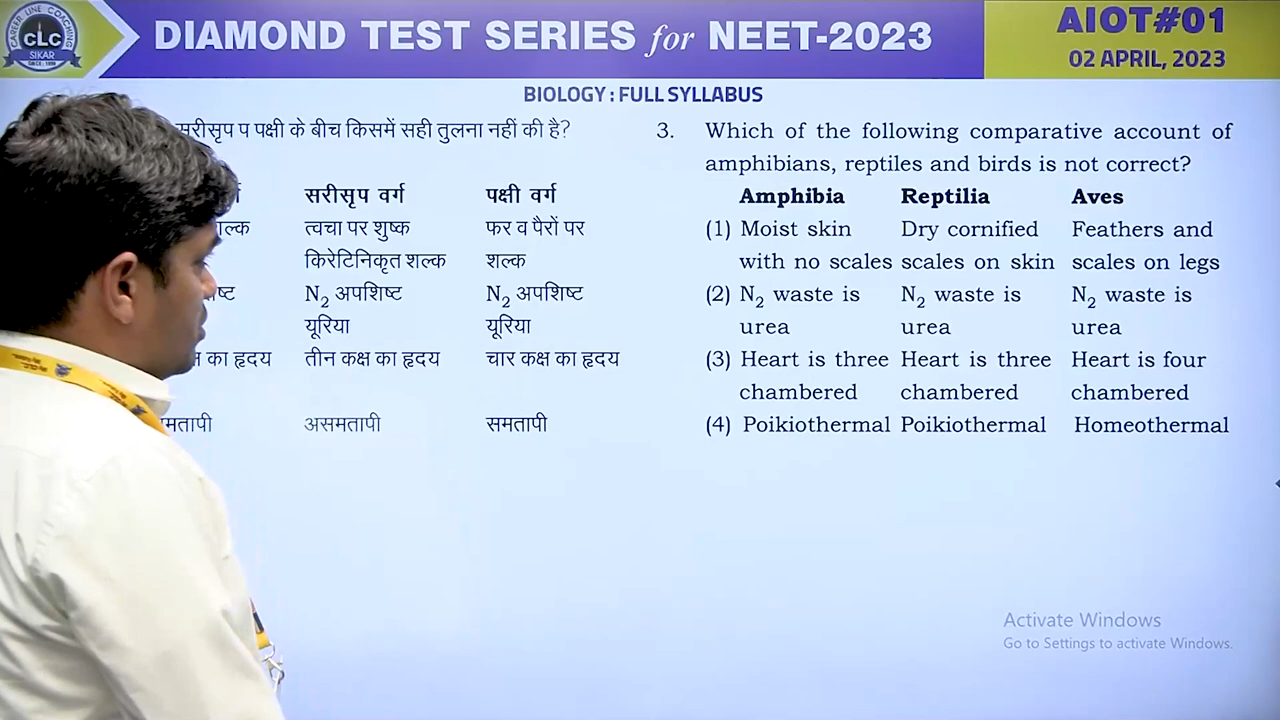 CAREER LINE COACHING
CLC
SIKAR
SINCE : 1996
DIAMOND TEST SERIES for NEET-2023
AIOT#01
02 APRIL, 2023
BIOLOGY : FULL SYLLABUS
सरीसृप प पक्षी के बीच किसमें सही तुलना नहीं की है?
सरीसृप वर्ग पक्षी वर्ग
त्वचा पर शुष्क फर व पैरों पर
किरेटिनिकृत शल्क शल्क
N₂ अपशिष्ट N₂ अपशिष्ट
यूरिया यूरिया
का हृदय तीन कक्ष का हृदय चार कक्ष का हृदय
असमतापी समतापी
3. Which of the following comparative account of
amphibians, reptiles and birds is not correct?
Amphibia Reptilia Aves
(1) Moist skin Dry cornified Feathers and
with no scales scales on skin scales on legs
(2) N₂ waste is N₂ waste is N₂ waste is
urea urea urea
(3) Heart is three Heart is three Heart is four
chambered chambered chambered
(4) Poikiothermal Poikiothermal Homeothermal
Activate Windows
Go to Settings to activate Windows.